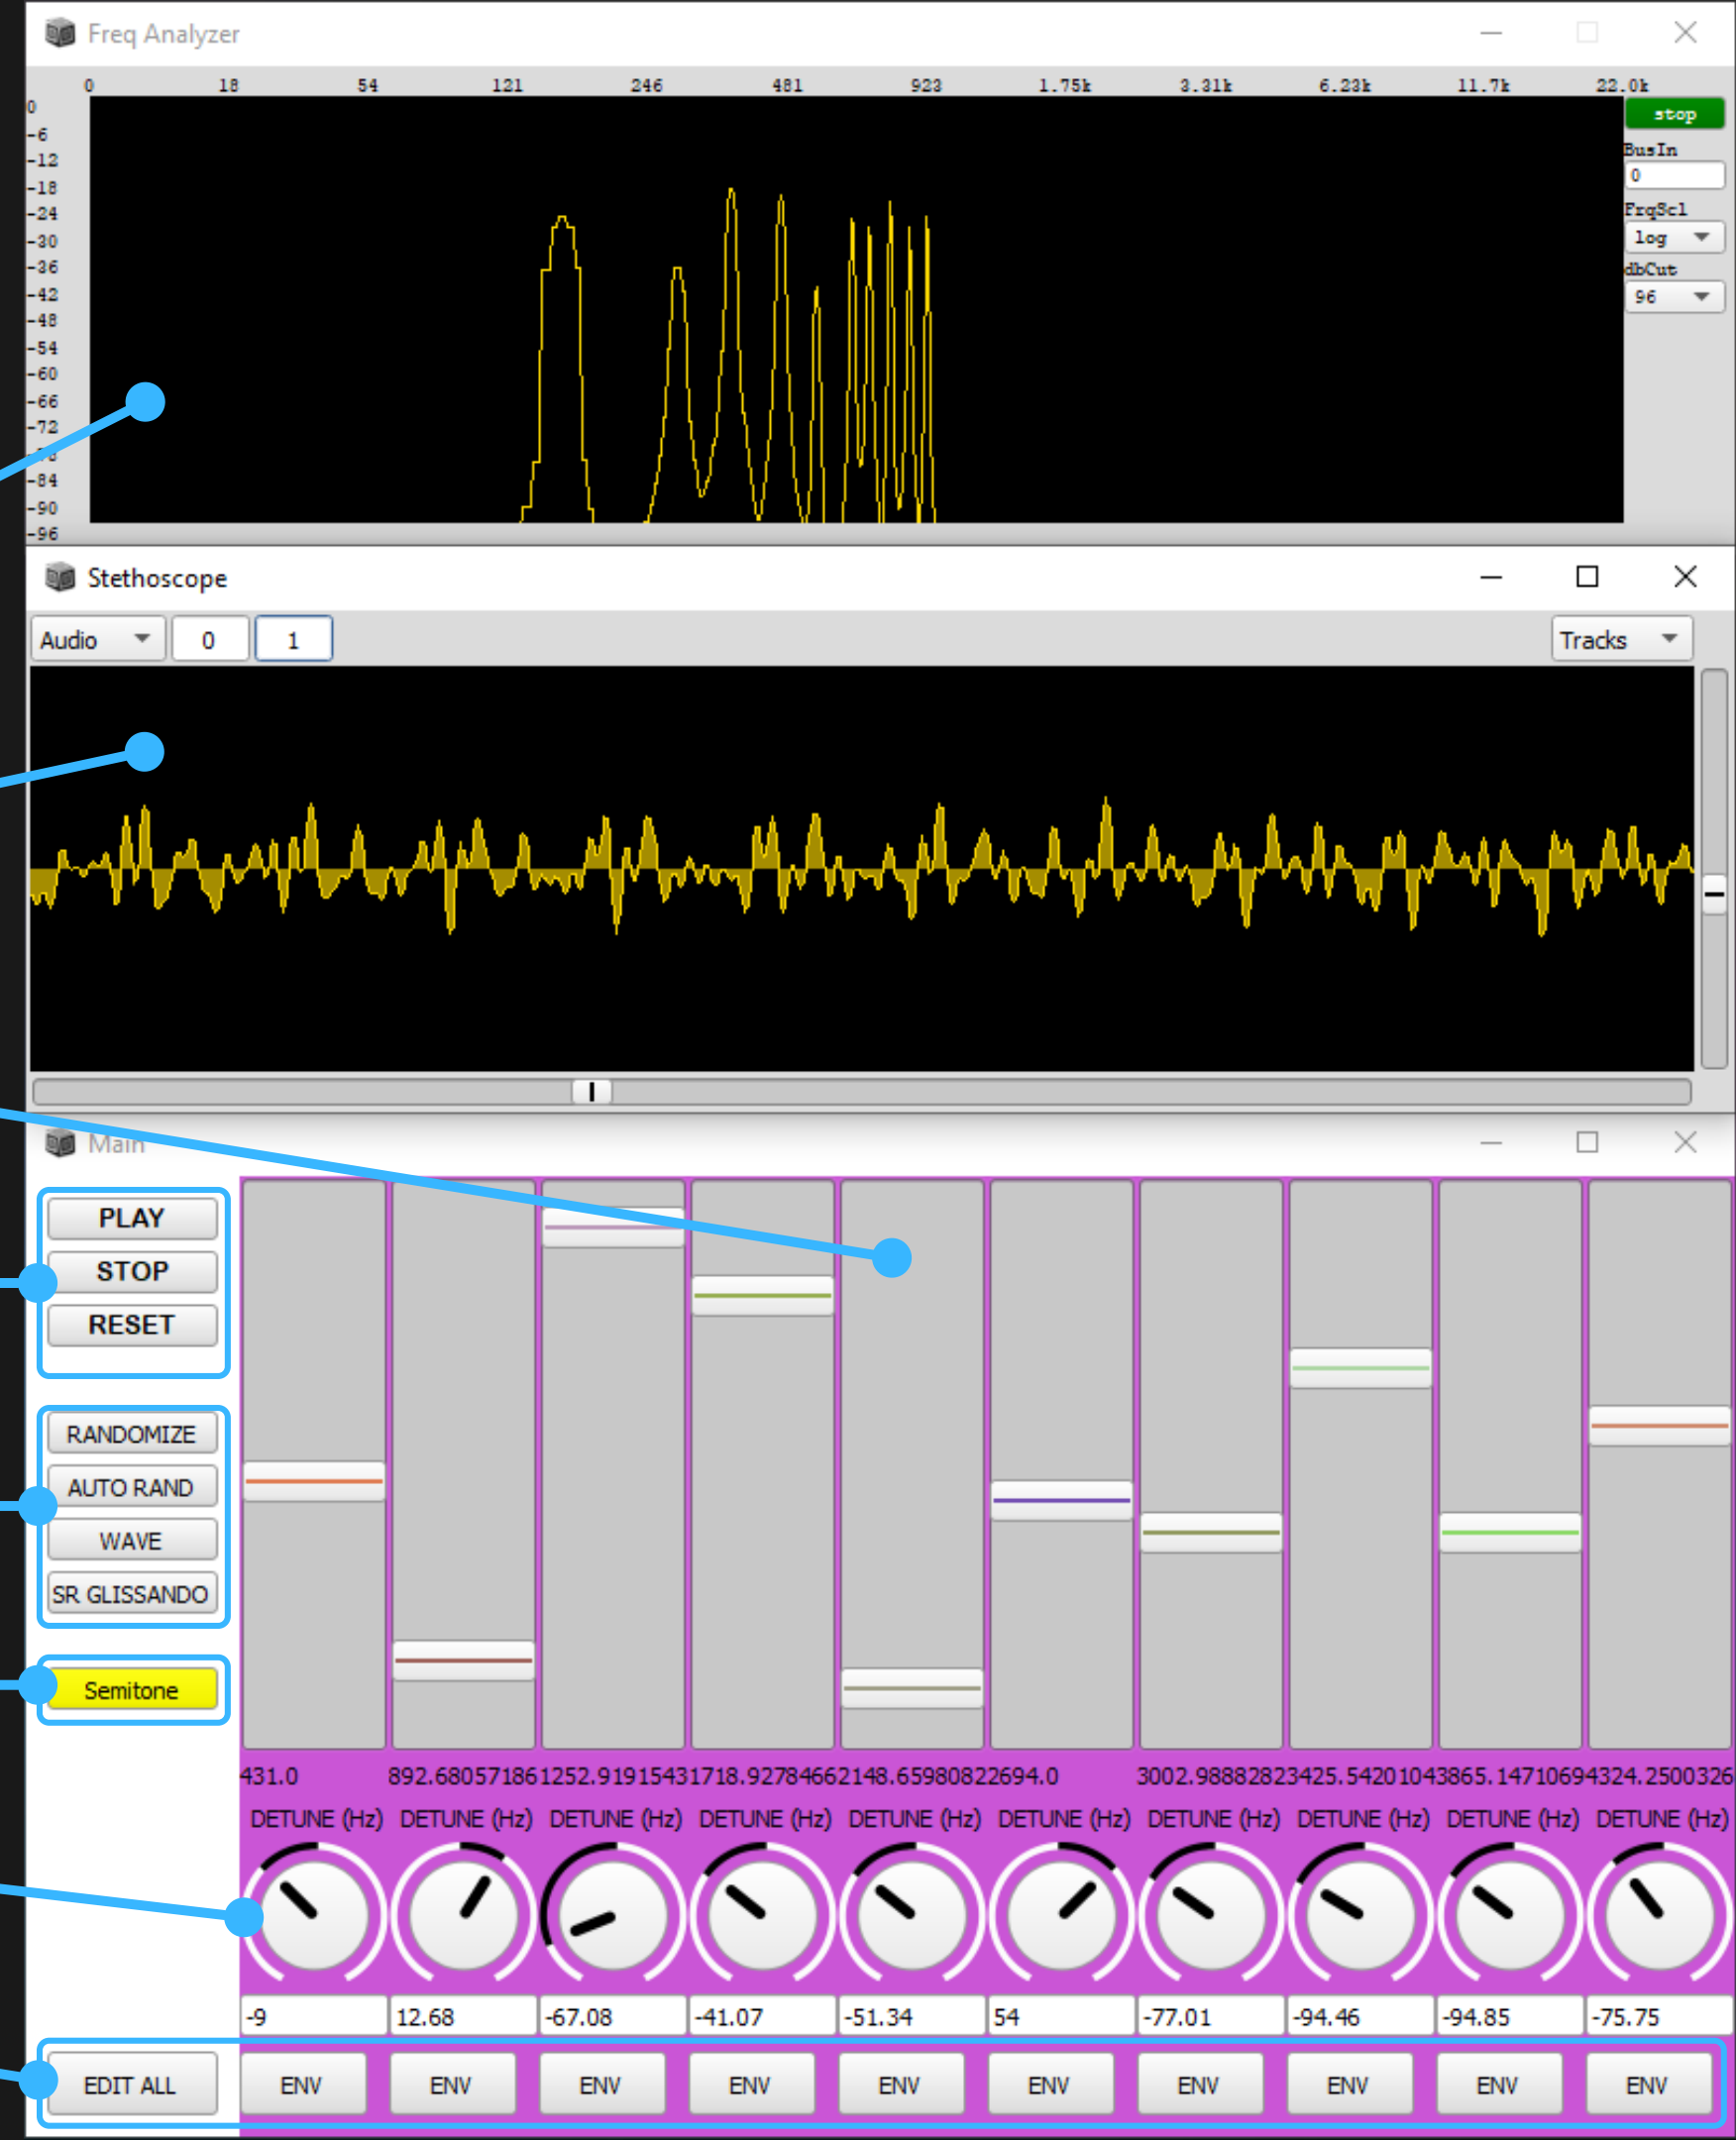 Freq Analyzer
0 18 54 121 246 481 923 1.75k 3.31k 6.23k 11.7k 22.0k
0
-6
-12
-18
-24
-30
-36
-42
-48
-54
-60
-66
-72
-84
-90
-96
stop
BusIn
0
FrqScl
log
dbCut
96
Stethoscope
Audio 0 1 Tracks
Main
PLAY
STOP
RESET
RANDOMIZE
AUTO RAND
WAVE
SR GLISSANDO
Semitone
431.0 892.68057186 1252.9191543 1718.9278466 2148.6598082 2694.0 3002.9888282 3425.5420104 3865.1471069 4324.2500326
DETUNE (Hz) DETUNE (Hz) DETUNE (Hz) DETUNE (Hz) DETUNE (Hz) DETUNE (Hz) DETUNE (Hz) DETUNE (Hz) DETUNE (Hz) DETUNE (Hz)
-9 12.68 -67.08 -41.07 -51.34 54 -77.01 -94.46 -94.85 -75.75
EDIT ALL ENV ENV ENV ENV ENV ENV ENV ENV ENV ENV